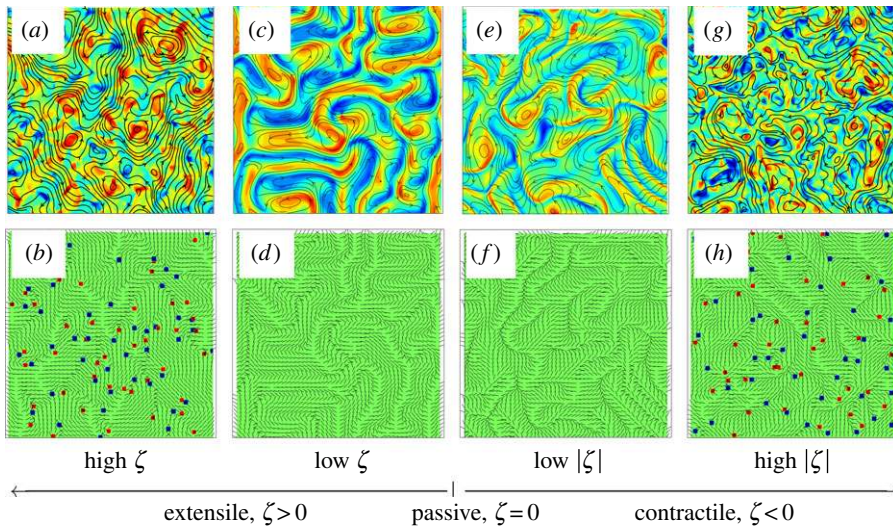 (a) (c) (e) (g)
(b) (d) (f) (h)
high ζ low ζ low |ζ| high |ζ|
extensile, ζ>0 passive, ζ=0 contractile, ζ<0